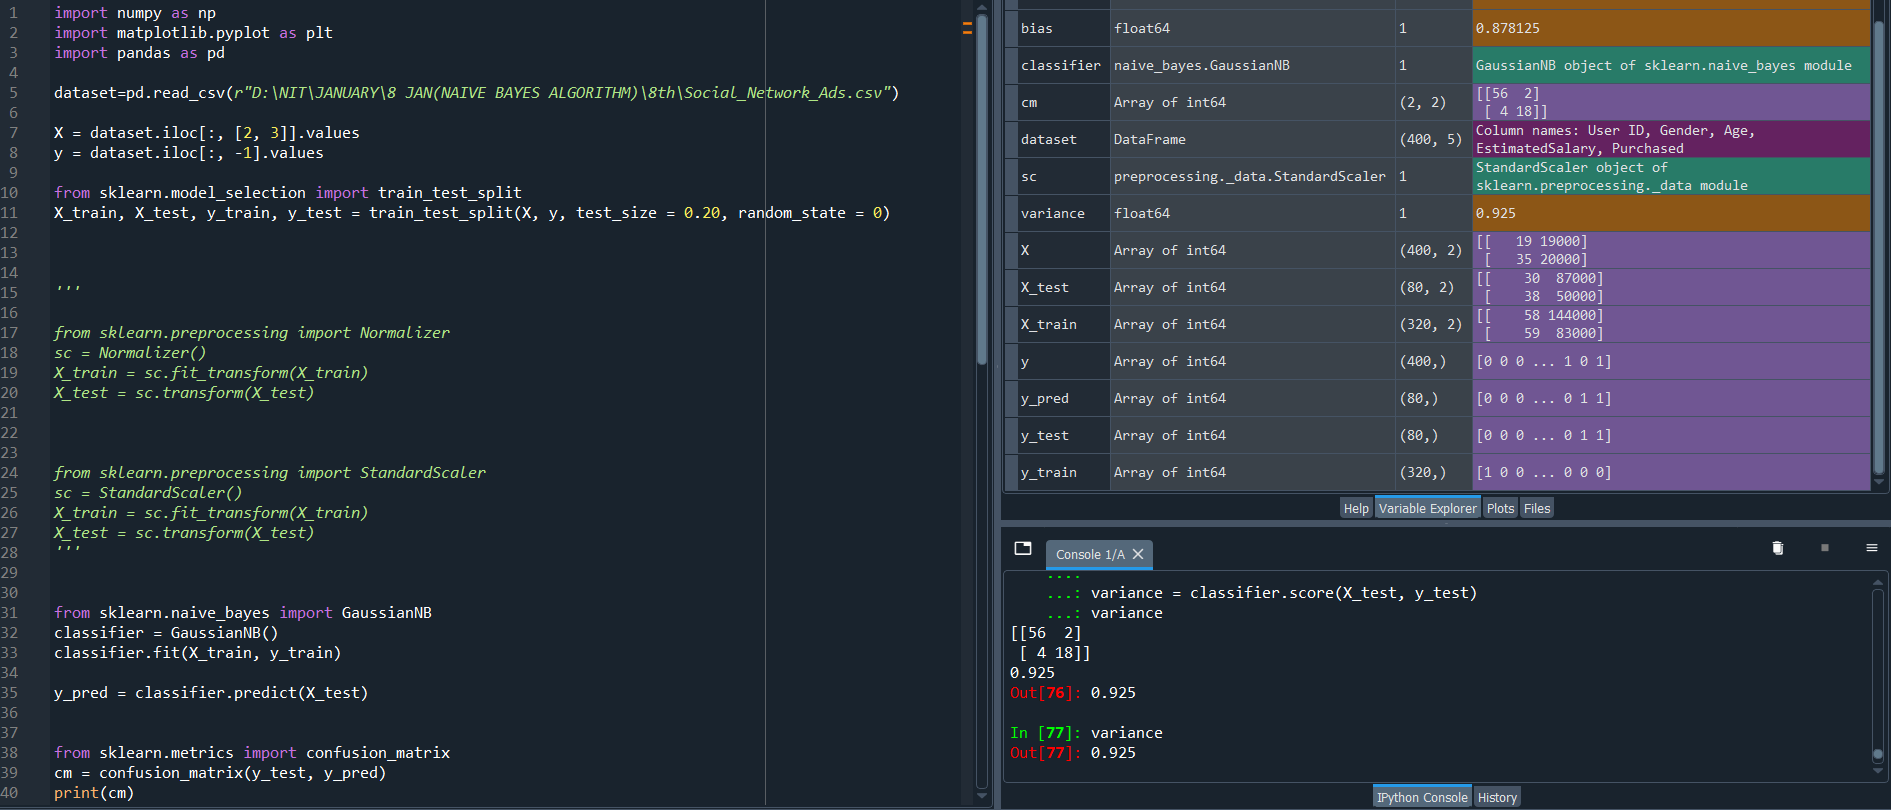 1 import numpy as np
2 import matplotlib.pyplot as plt
3 import pandas as pd
4
5 dataset=pd.read_csv(r"D:\NIT\JANUARY\8 JAN(NAIVE BAYES ALGORITHM)\8th\Social_Network_Ads.csv")
6
7 X = dataset.iloc[:, [2, 3]].values
8 y = dataset.iloc[:, -1].values
9
10 from sklearn.model_selection import train_test_split
11 X_train, X_test, y_train, y_test = train_test_split(X, y, test_size = 0.20, random_state = 0)
12
13
14
15 '''
16
17 from sklearn.preprocessing import Normalizer
18 sc = Normalizer()
19 X_train = sc.fit_transform(X_train)
20 X_test = sc.transform(X_test)
21
22
23
24 from sklearn.preprocessing import StandardScaler
25 sc = StandardScaler()
26 X_train = sc.fit_transform(X_train)
27 X_test = sc.transform(X_test)
28 '''
29
30
31 from sklearn.naive_bayes import GaussianNB
32 classifier = GaussianNB()
33 classifier.fit(X_train, y_train)
34
35 y_pred = classifier.predict(X_test)
36
37
38 from sklearn.metrics import confusion_matrix
39 cm = confusion_matrix(y_test, y_pred)
40 print(cm)
bias float64 1 0.878125
classifier naive_bayes.GaussianNB 1 GaussianNB object of sklearn.naive_bayes module
cm Array of int64 (2, 2) [[56 2]
[ 4 18]]
dataset DataFrame (400, 5) Column names: User ID, Gender, Age,
EstimatedSalary, Purchased
sc preprocessing._data.StandardScaler 1 StandardScaler object of
sklearn.preprocessing._data module
variance float64 1 0.925
X Array of int64 (400, 2) [[ 19 19000]
[ 35 20000]
X_test Array of int64 (80, 2) [[ 30 87000]
[ 38 50000]
X_train Array of int64 (320, 2) [[ 58 144000]
[ 59 83000]
y Array of int64 (400,) [0 0 0 ... 1 0 1]
y_pred Array of int64 (80,) [0 0 0 ... 0 1 1]
y_test Array of int64 (80,) [0 0 0 ... 0 1 1]
y_train Array of int64 (320,) [1 0 0 ... 0 0 0]
Help Variable Explorer Plots Files
Console 1/A
...:
...: variance = classifier.score(X_test, y_test)
...: variance
[[56 2]
[ 4 18]]
0.925
Out[76]: 0.925
In [77]: variance
Out[77]: 0.925
IPython Console History